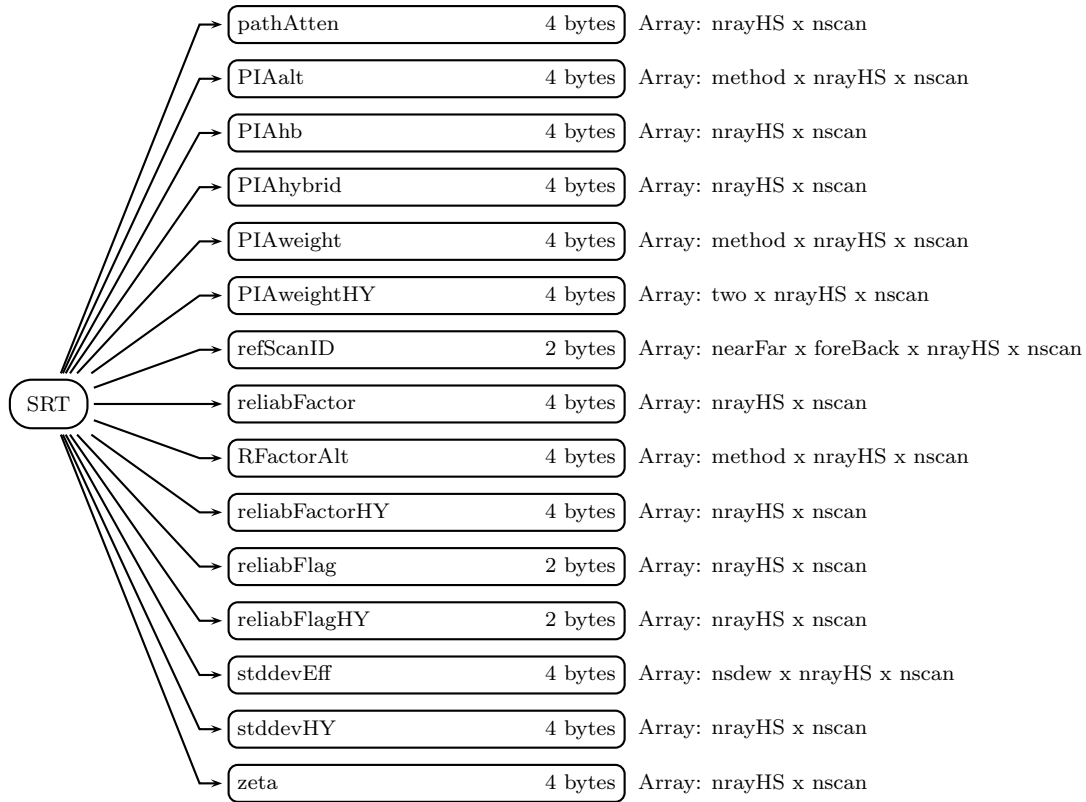 pathAtten 4 bytes Array: nrayHS x nscan
PIAalt 4 bytes Array: method x nrayHS x nscan
PIAhb 4 bytes Array: nrayHS x nscan
PIAhybrid 4 bytes Array: nrayHS x nscan
PIAweight 4 bytes Array: method x nrayHS x nscan
PIAweightHY 4 bytes Array: two x nrayHS x nscan
refScanID 2 bytes Array: nearFar x foreBack x nrayHS x nscan
SRT reliabFactor 4 bytes Array: nrayHS x nscan
RFactorAlt 4 bytes Array: method x nrayHS x nscan
reliabFactorHY 4 bytes Array: nrayHS x nscan
reliabFlag 2 bytes Array: nrayHS x nscan
reliabFlagHY 2 bytes Array: nrayHS x nscan
stddevEff 4 bytes Array: nsdew x nrayHS x nscan
stddevHY 4 bytes Array: nrayHS x nscan
zeta 4 bytes Array: nrayHS x nscan